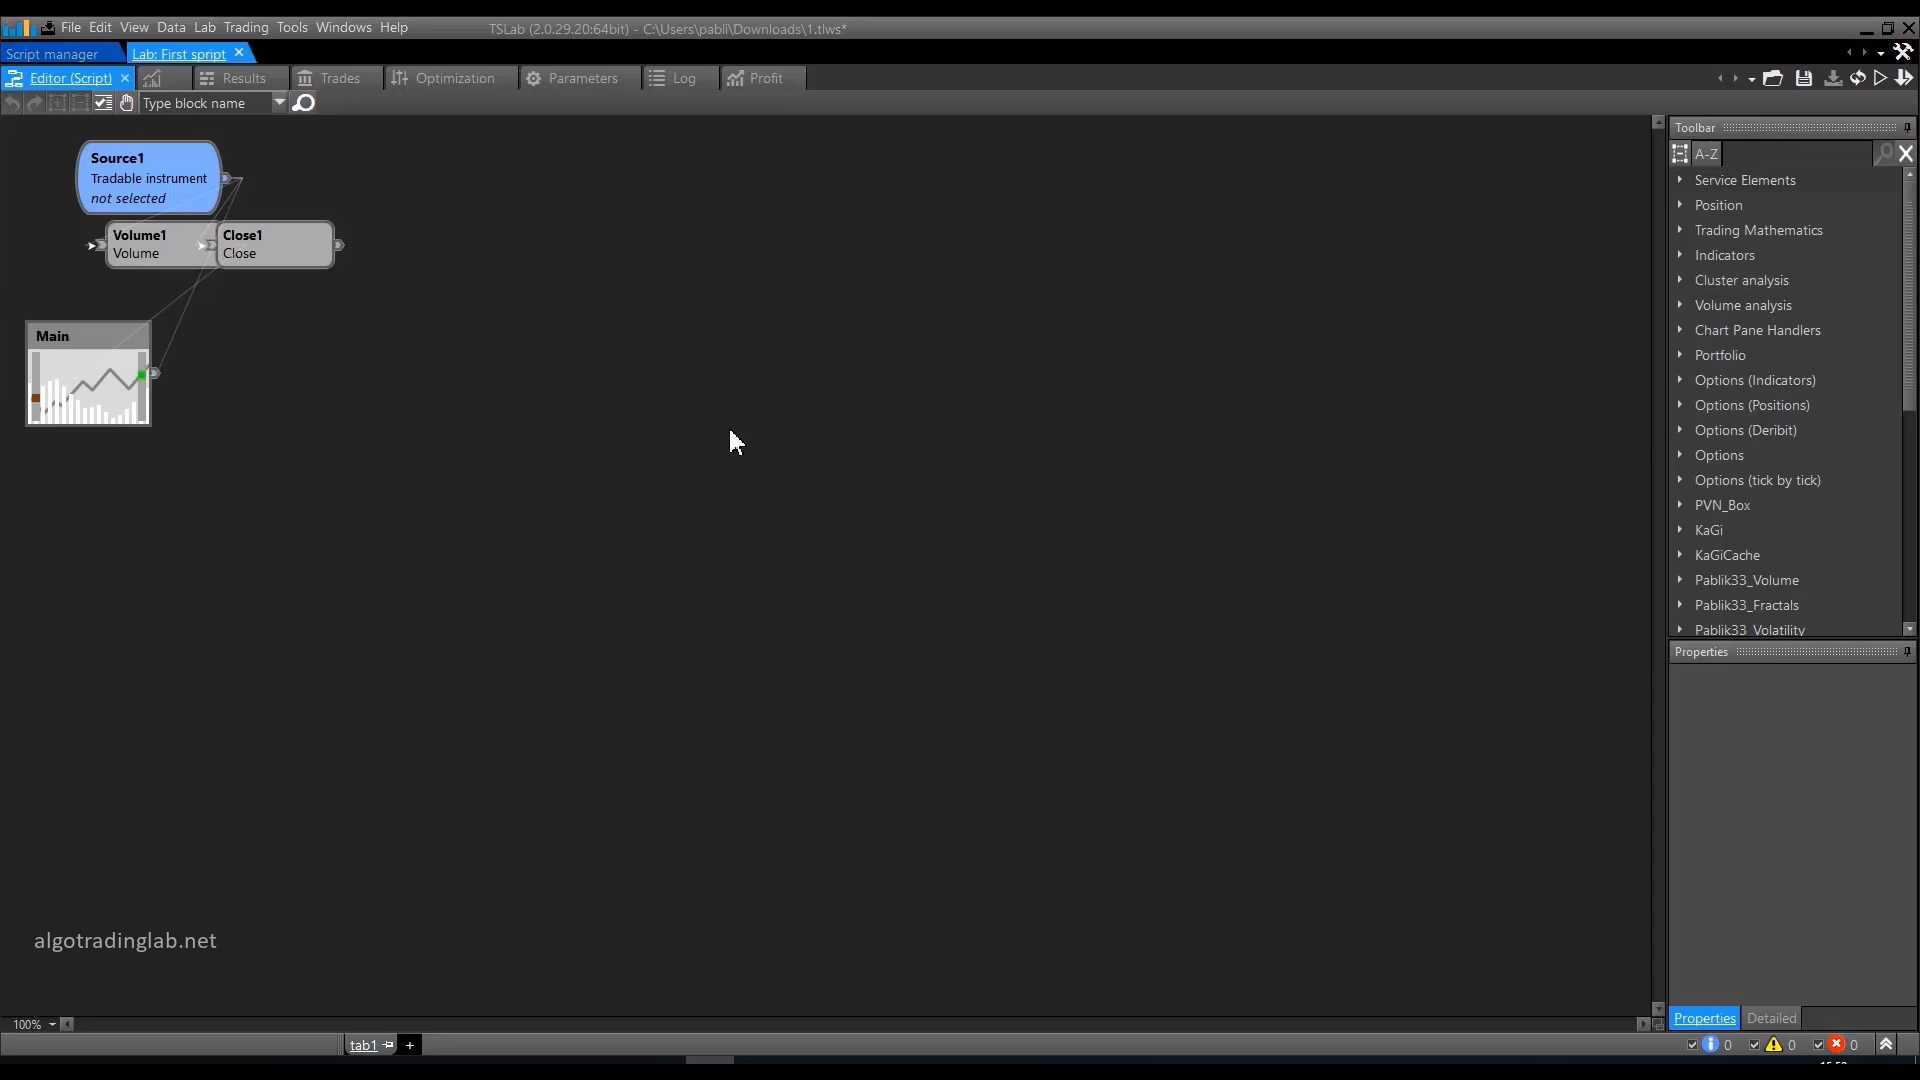 File Edit View Data Lab Trading Tools Windows Help
TSLab (2.0.29.20:64bit) - C:\Users\pabli\Downloads\1.tlws*
Script manager
Lab: First spript
Editor (Script)
Results
Trades
Optimization
Parameters
Log
Profit
Type block name
Source1
Tradable instrument
not selected
Volume1
Volume
Close1
Close
Main
algotradinglab.net
Toolbar
A-Z
Service Elements
Position
Trading Mathematics
Indicators
Cluster analysis
Volume analysis
Chart Pane Handlers
Portfolio
Options (Indicators)
Options (Positions)
Options (Deribit)
Options
Options (tick by tick)
PVN_Box
KaGi
KaGiCache
Pablik33_Volume
Pablik33_Fractals
Pablik33_Volatility
Properties
Properties Detailed
100%
tab1 +
0 0 0